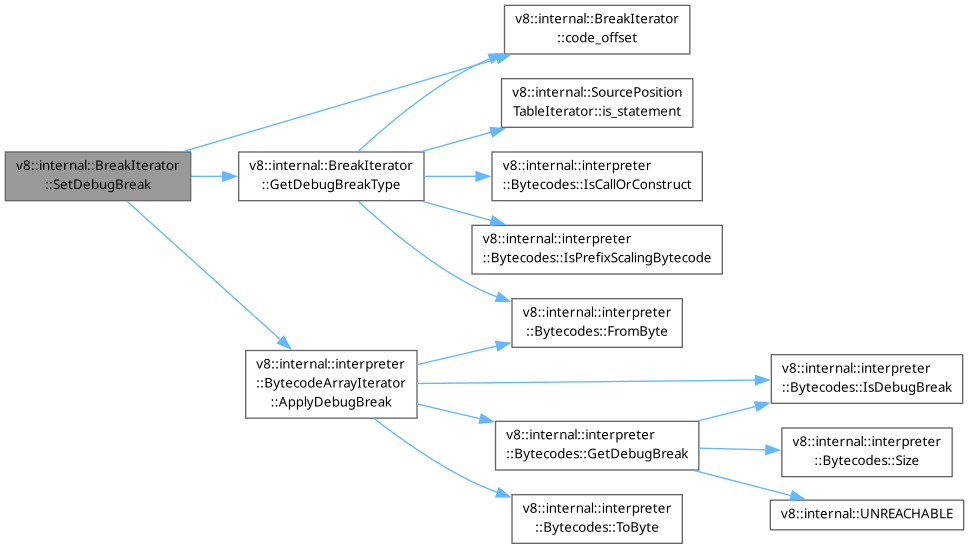 v8::internal::BreakIterator
::code_offset
v8::internal::SourcePosition
TableIterator::is_statement
v8::internal::BreakIterator
::SetDebugBreak
v8::internal::BreakIterator
::GetDebugBreakType
v8::internal::interpreter
::Bytecodes::IsCallOrConstruct
v8::internal::interpreter
::Bytecodes::IsPrefixScalingBytecode
v8::internal::interpreter
::Bytecodes::FromByte
v8::internal::interpreter
::BytecodeArrayIterator
::ApplyDebugBreak
v8::internal::interpreter
::Bytecodes::IsDebugBreak
v8::internal::interpreter
::Bytecodes::GetDebugBreak
v8::internal::interpreter
::Bytecodes::Size
v8::internal::UNREACHABLE
v8::internal::interpreter
::Bytecodes::ToByte